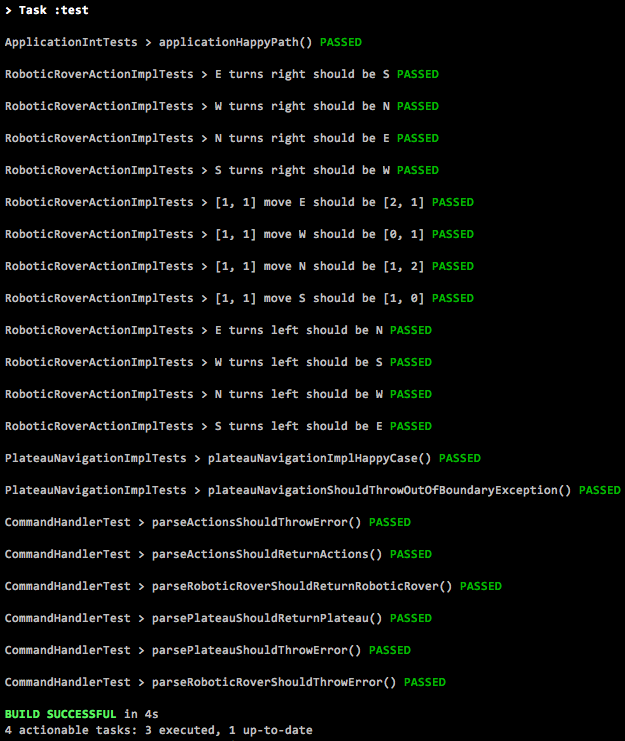 > Task :test
ApplicationIntTests > applicationHappyPath() PASSED
RoboticRoverActionImplTests > E turns right should be S PASSED
RoboticRoverActionImplTests > W turns right should be N PASSED
RoboticRoverActionImplTests > N turns right should be E PASSED
RoboticRoverActionImplTests > S turns right should be W PASSED
RoboticRoverActionImplTests > [1, 1] move E should be [2, 1] PASSED
RoboticRoverActionImplTests > [1, 1] move W should be [0, 1] PASSED
RoboticRoverActionImplTests > [1, 1] move N should be [1, 2] PASSED
RoboticRoverActionImplTests > [1, 1] move S should be [1, 0] PASSED
RoboticRoverActionImplTests > E turns left should be N PASSED
RoboticRoverActionImplTests > W turns left should be S PASSED
RoboticRoverActionImplTests > N turns left should be W PASSED
RoboticRoverActionImplTests > S turns left should be E PASSED
PlateauNavigationImplTests > plateauNavigationImplHappyCase() PASSED
PlateauNavigationImplTests > plateauNavigationShouldThrowOutOfBoundaryException() PASSED
CommandHandlerTest > parseActionsShouldThrowError() PASSED
CommandHandlerTest > parseActionsShouldReturnActions() PASSED
CommandHandlerTest > parseRoboticRoverShouldReturnRoboticRover() PASSED
CommandHandlerTest > parsePlateauShouldReturnPlateau() PASSED
CommandHandlerTest > parsePlateauShouldThrowError() PASSED
CommandHandlerTest > parseRoboticRoverShouldThrowError() PASSED
BUILD SUCCESSFUL in 4s
4 actionable tasks: 3 executed, 1 up-to-date